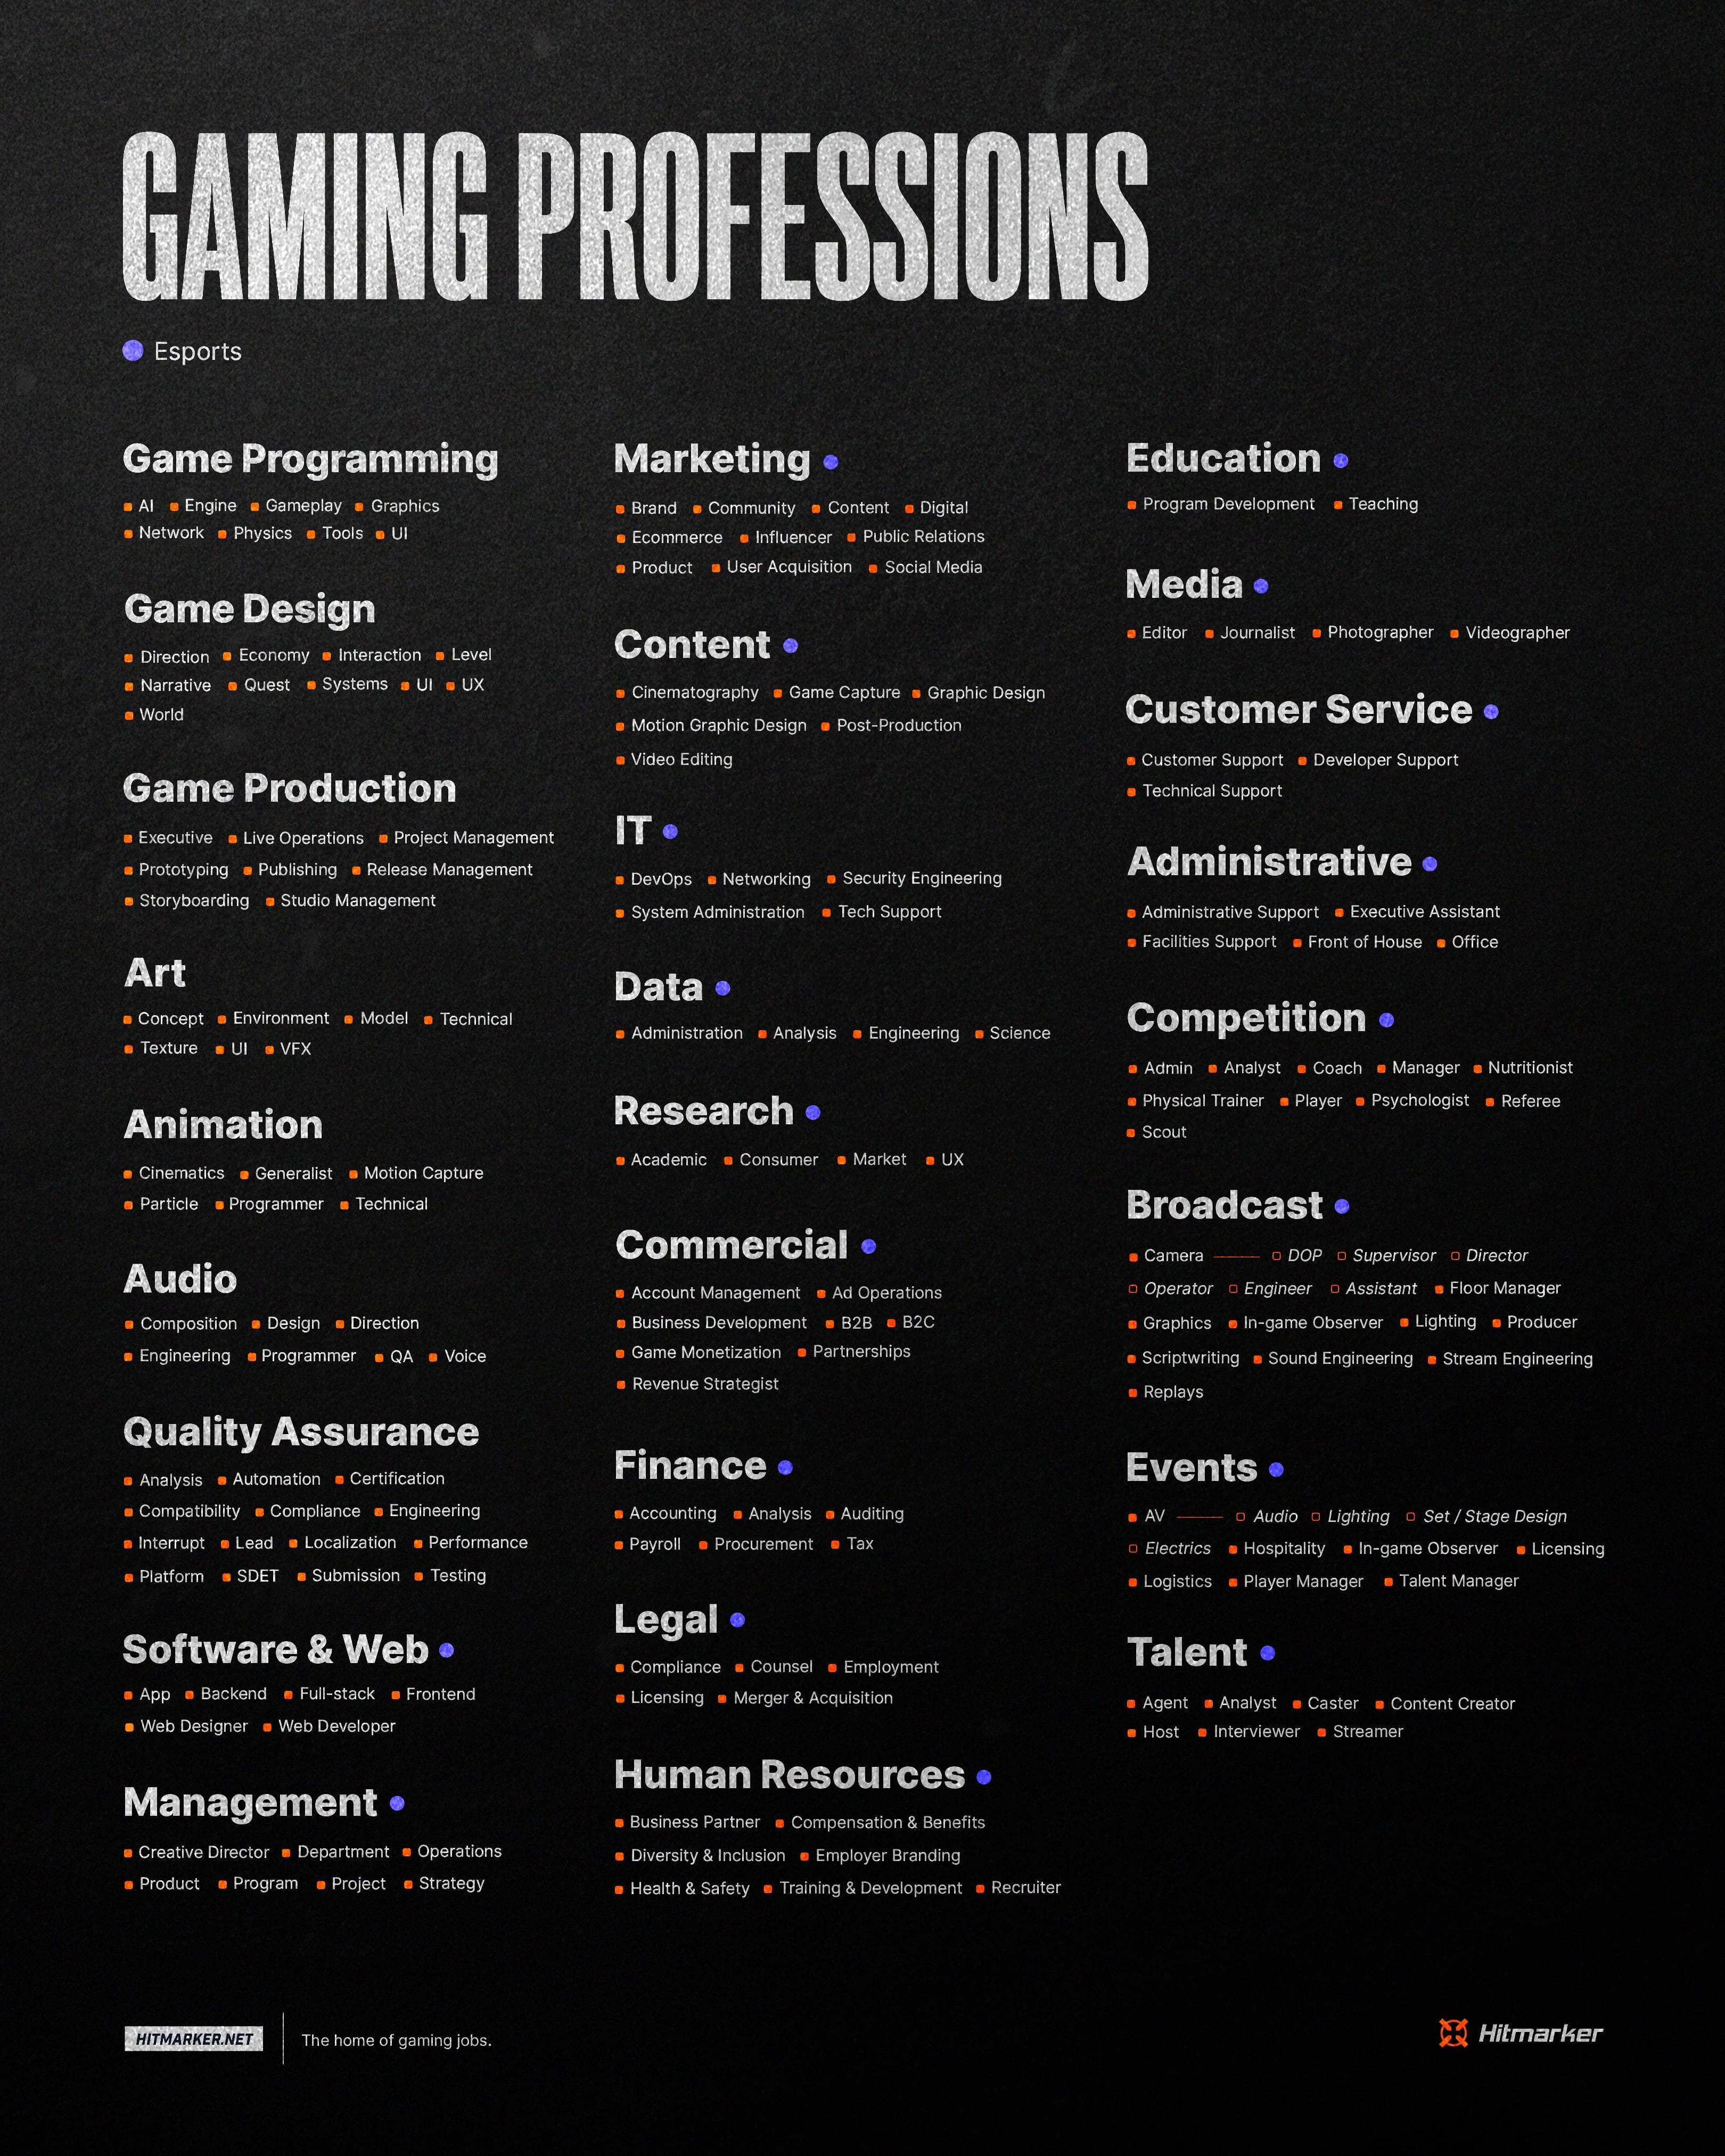 GAMING PROFESSIONS
Esports
Game Programming
AI Engine Gameplay Graphics
Network Physics Tools UI
Game Design
Direction Economy Interaction Level
Narrative Quest Systems UI UX
World
Game Production
Executive Live Operations Project Management
Prototyping Publishing Release Management
Storyboarding Studio Management
Art
Concept Environment Model Technical
Texture UI VFX
Animation
Cinematics Generalist Motion Capture
Particle Programmer Technical
Audio
Composition Design Direction
Engineering Programmer QA Voice
Quality Assurance
Analysis Automation Certification
Compatibility Compliance Engineering
Interrupt Lead Localization Performance
Platform SDET Submission Testing
Software & Web
App Backend Full-stack Frontend
Web Designer Web Developer
Management
Creative Director Department Operations
Product Program Project Strategy
Marketing
Brand Community Content Digital
Ecommerce Influencer Public Relations
Product User Acquisition Social Media
Content
Cinematography Game Capture Graphic Design
Motion Graphic Design Post-Production
Video Editing
IT
DevOps Networking Security Engineering
System Administration Tech Support
Data
Administration Analysis Engineering Science
Research
Academic Consumer Market UX
Commercial
Account Management Ad Operations
Business Development B2B B2C
Game Monetization Partnerships
Revenue Strategist
Finance
Accounting Analysis Auditing
Payroll Procurement Tax
Legal
Compliance Counsel Employment
Licensing Merger & Acquisition
Human Resources
Business Partner Compensation & Benefits
Diversity & Inclusion Employer Branding
Health & Safety Training & Development Recruiter
Education
Program Development Teaching
Media
Editor Journalist Photographer Videographer
Customer Service
Customer Support Developer Support
Technical Support
Administrative
Administrative Support Executive Assistant
Facilities Support Front of House Office
Competition
Admin Analyst Coach Manager Nutritionist
Physical Trainer Player Psychologist Referee
Scout
Broadcast
Camera DOP Supervisor Director
Operator Engineer Assistant Floor Manager
Graphics In-game Observer Lighting Producer
Scriptwriting Sound Engineering Stream Engineering
Replays
Events
AV Audio Lighting Set / Stage Design
Electrics Hospitality In-game Observer Licensing
Logistics Player Manager Talent Manager
Talent
Agent Analyst Caster Content Creator
Host Interviewer Streamer
HITMARKER.NET The home of gaming jobs.
Hitmarker